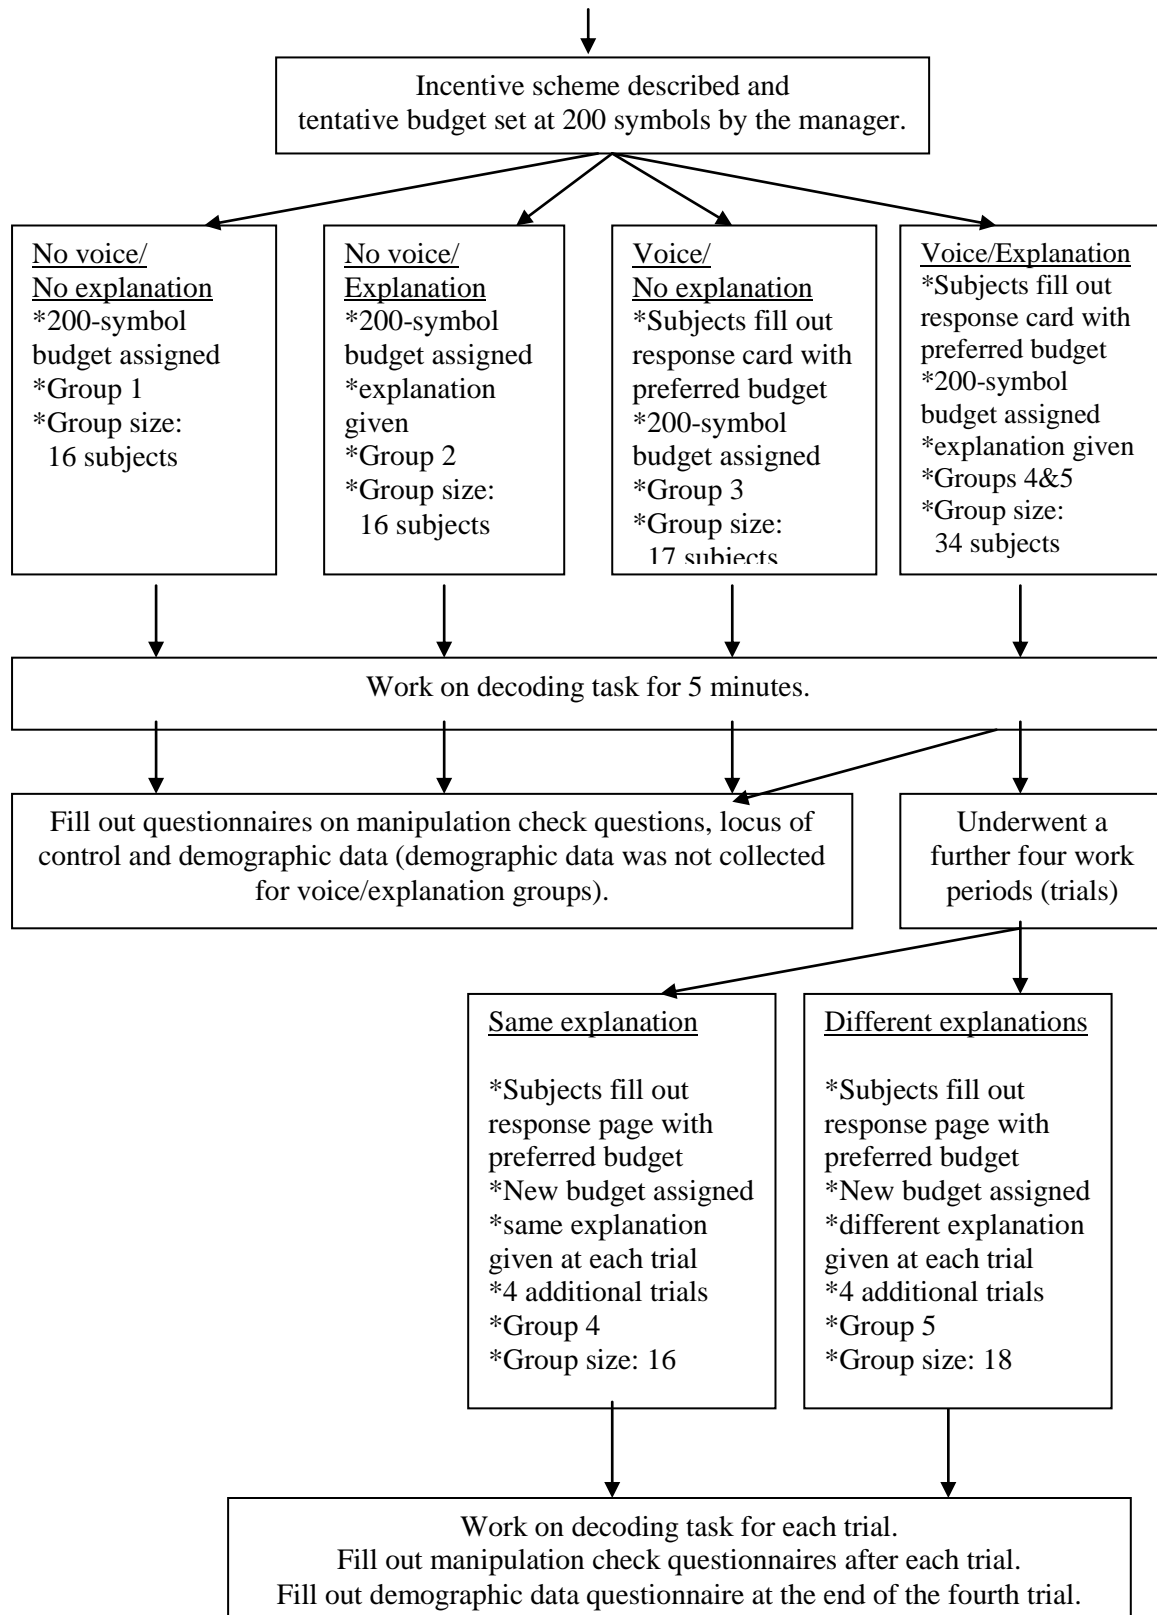 Incentive scheme described and
tentative budget set at 200 symbols by the manager.
No voice/
No explanation
*200-symbol
budget assigned
*Group 1
*Group size:
16 subjects
No voice/
Explanation
*200-symbol
budget assigned
*explanation
given
*Group 2
*Group size:
16 subjects
Voice/
No explanation
*Subjects fill out
response card with
preferred budget
*200-symbol
budget assigned
*Group 3
*Group size:
17 subjects
Voice/Explanation
*Subjects fill out
response card with
preferred budget
*200-symbol
budget assigned
*explanation given
*Groups 4&5
*Group size:
34 subjects
Work on decoding task for 5 minutes.
Fill out questionnaires on manipulation check questions, locus of
control and demographic data (demographic data was not collected
for voice/explanation groups).
Underwent a
further four work
periods (trials)
Same explanation
*Subjects fill out
response page with
preferred budget
*New budget assigned
*same explanation
given at each trial
*4 additional trials
*Group 4
*Group size: 16
Different explanations
*Subjects fill out
response page with
preferred budget
*New budget assigned
*different explanation
given at each trial
*4 additional trials
*Group 5
*Group size: 18
Work on decoding task for each trial.
Fill out manipulation check questionnaires after each trial.
Fill out demographic data questionnaire at the end of the fourth trial.